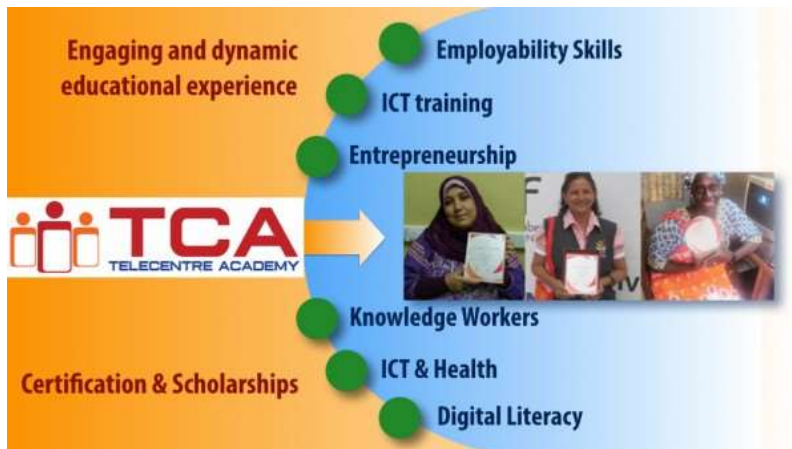 Engaging and dynamic
educational experience
Employability Skills
ICT training
Entrepreneurship
TCA
TELECENTRE ACADEMY
Knowledge Workers
ICT & Health
Digital Literacy
Certification & Scholarships